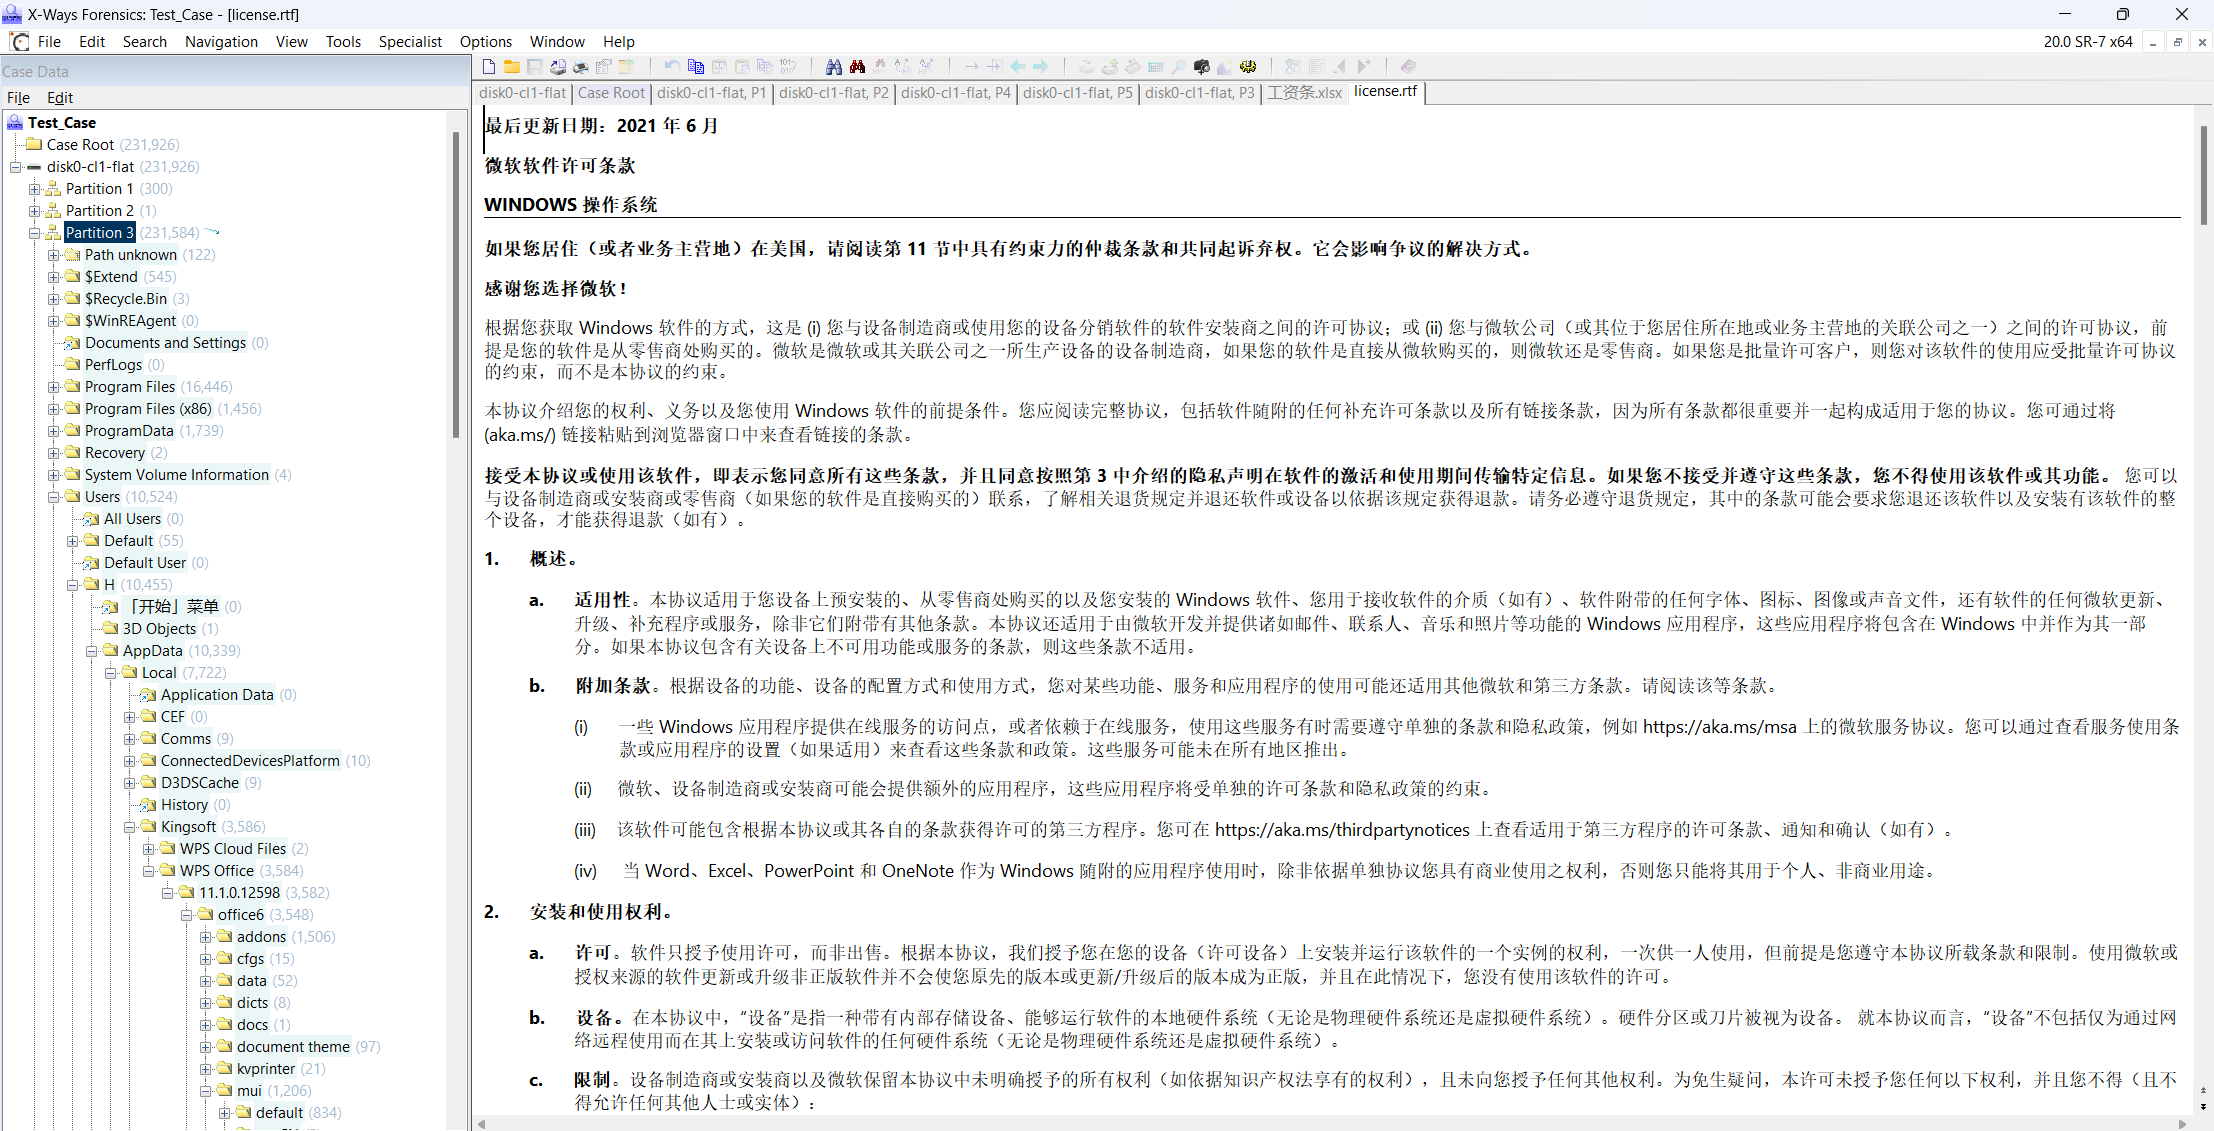 X-Ways Forensics: Test_Case - [license.rtf]
File Edit Search Navigation View Tools Specialist Options Window Help
20.0 SR-7 x64
Case Data
File Edit
Test_Case
Case Root (231,926)
disk0-cl1-flat (231,926)
Partition 1 (300)
Partition 2 (1)
Partition 3 (231,584)
Path unknown (122)
$Extend (545)
$Recycle.Bin (3)
$WinREAgent (0)
Documents and Settings (0)
PerfLogs (0)
Program Files (16,446)
Program Files (x86) (1,456)
ProgramData (1,739)
Recovery (2)
System Volume Information (4)
Users (10,524)
All Users (0)
Default (55)
Default User (0)
H (10,455)
「开始」菜单 (0)
3D Objects (1)
AppData (10,339)
Local (7,722)
Application Data (0)
CEF (0)
Comms (9)
ConnectedDevicesPlatform (10)
D3DSCache (9)
History (0)
Kingsoft (3,586)
WPS Cloud Files (2)
WPS Office (3,584)
11.1.0.12598 (3,582)
office6 (3,548)
addons (1,506)
cfgs (15)
data (52)
dicts (8)
docs (1)
document theme (97)
kvprinter (21)
mui (1,206)
default (834)
disk0-cl1-flat Case Root disk0-cl1-flat, P1 disk0-cl1-flat, P2 disk0-cl1-flat, P4 disk0-cl1-flat, P5 disk0-cl1-flat, P3 工资条.xlsx license.rtf
最后更新日期：2021 年 6 月
微软软件许可条款
WINDOWS 操作系统
如果您居住（或者业务主营地）在美国，请阅读第 11 节中具有约束力的仲裁条款和共同起诉弃权。它会影响争议的解决方式。
感谢您选择微软！
根据您获取 Windows 软件的方式，这是 (i) 您与设备制造商或使用您的设备分销软件的软件安装商之间的许可协议；或 (ii) 您与微软公司（或其位于您居住所在地或业务主营地的关联公司之一）之间的许可协议，前
提是您的软件是从零售商处购买的。微软是微软或其关联公司之一所生产设备的设备制造商，如果您的软件是直接从微软购买的，则微软还是零售商。如果您是批量许可客户，则您对该软件的使用应受批量许可协议
的约束，而不是本协议的约束。
本协议介绍您的权利、义务以及您使用 Windows 软件的前提条件。您应阅读完整协议，包括软件随附的任何补充许可条款以及所有链接条款，因为所有条款都很重要并一起构成适用于您的协议。您可通过将
(aka.ms/) 链接粘贴到浏览器窗口中来查看链接的条款。
接受本协议或使用该软件，即表示您同意所有这些条款，并且同意按照第 3 中介绍的隐私声明在软件的激活和使用期间传输特定信息。如果您不接受并遵守这些条款，您不得使用该软件或其功能。 您可以
与设备制造商或安装商或零售商（如果您的软件是直接购买的）联系，了解相关退货规定并退还软件或设备以依据该规定获得退款。请务必遵守退货规定，其中的条款可能会要求您退还该软件以及安装有该软件的整
个设备，才能获得退款（如有）。
1. 概述。
a. 适用性。本协议适用于您设备上预安装的、从零售商处购买的以及您安装的 Windows 软件、您用于接收软件的介质（如有）、软件附带的任何字体、图标、图像或声音文件，还有软件的任何微软更新、
升级、补充程序或服务，除非它们附带有其他条款。本协议还适用于由微软开发并提供诸如邮件、联系人、音乐和照片等功能的 Windows 应用程序，这些应用程序将包含在 Windows 中并作为其一部
分。如果本协议包含有关设备上不可用功能或服务的条款，则这些条款不适用。
b. 附加条款。根据设备的功能、设备的配置方式和使用方式，您对某些功能、服务和应用程序的使用可能还适用其他微软和第三方条款。请阅读该等条款。
(i) 一些 Windows 应用程序提供在线服务的访问点，或者依赖于在线服务，使用这些服务有时需要遵守单独的条款和隐私政策，例如 https://aka.ms/msa 上的微软服务协议。您可以通过查看服务使用条
款或应用程序的设置（如果适用）来查看这些条款和政策。这些服务可能未在所有地区推出。
(ii) 微软、设备制造商或安装商可能会提供额外的应用程序，这些应用程序将受单独的许可条款和隐私政策的约束。
(iii) 该软件可能包含根据本协议或其各自的条款获得许可的第三方程序。您可在 https://aka.ms/thirdpartynotices 上查看适用于第三方程序的许可条款、通知和确认（如有）。
(iv) 当 Word、Excel、PowerPoint 和 OneNote 作为 Windows 随附的应用程序使用时，除非依据单独协议您具有商业使用之权利，否则您只能将其用于个人、非商业用途。
2. 安装和使用权利。
a. 许可。软件只授予使用许可，而非出售。根据本协议，我们授予您在您的设备（许可设备）上安装并运行该软件的一个实例的权利，一次供一人使用，但前提是您遵守本协议所载条款和限制。使用微软或
授权来源的软件更新或升级非正版软件并不会使您原先的版本或更新/升级后的版本成为正版，并且在此情况下，您没有使用该软件的许可。
b. 设备。在本协议中，“设备”是指一种带有内部存储设备、能够运行软件的本地硬件系统（无论是物理硬件系统还是虚拟硬件系统）。硬件分区或刀片被视为设备。 就本协议而言，“设备”不包括仅为通过网
络远程使用而在其上安装或访问软件的任何硬件系统（无论是物理硬件系统还是虚拟硬件系统）。
c. 限制。设备制造商或安装商以及微软保留本协议中未明确授予的所有权利（如依据知识产权法享有的权利），且未向您授予任何其他权利。为免生疑问，本许可未授予您任何以下权利，并且您不得（且不
得允许任何其他人士或实体）：